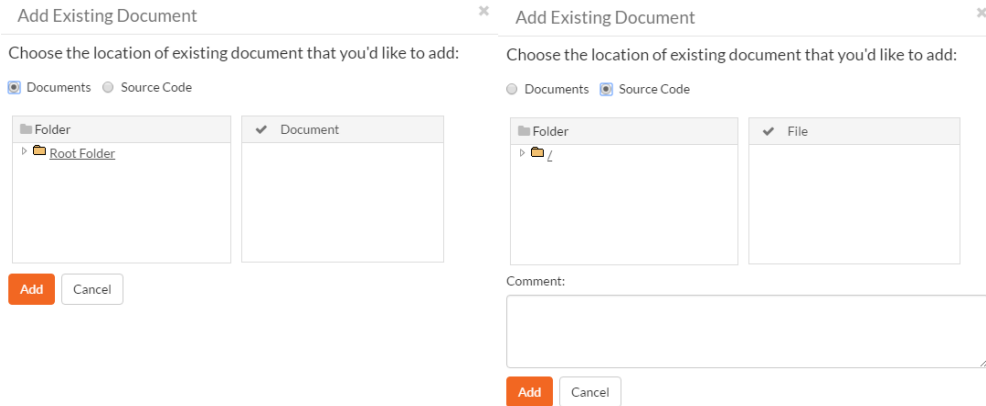 Add Existing Document
Choose the location of existing document that you'd like to add:
Documents Source Code
Folder Document
Root Folder
Add Cancel
Add Existing Document
Choose the location of existing document that you'd like to add:
Documents Source Code
Folder File
/
Comment:
Add Cancel